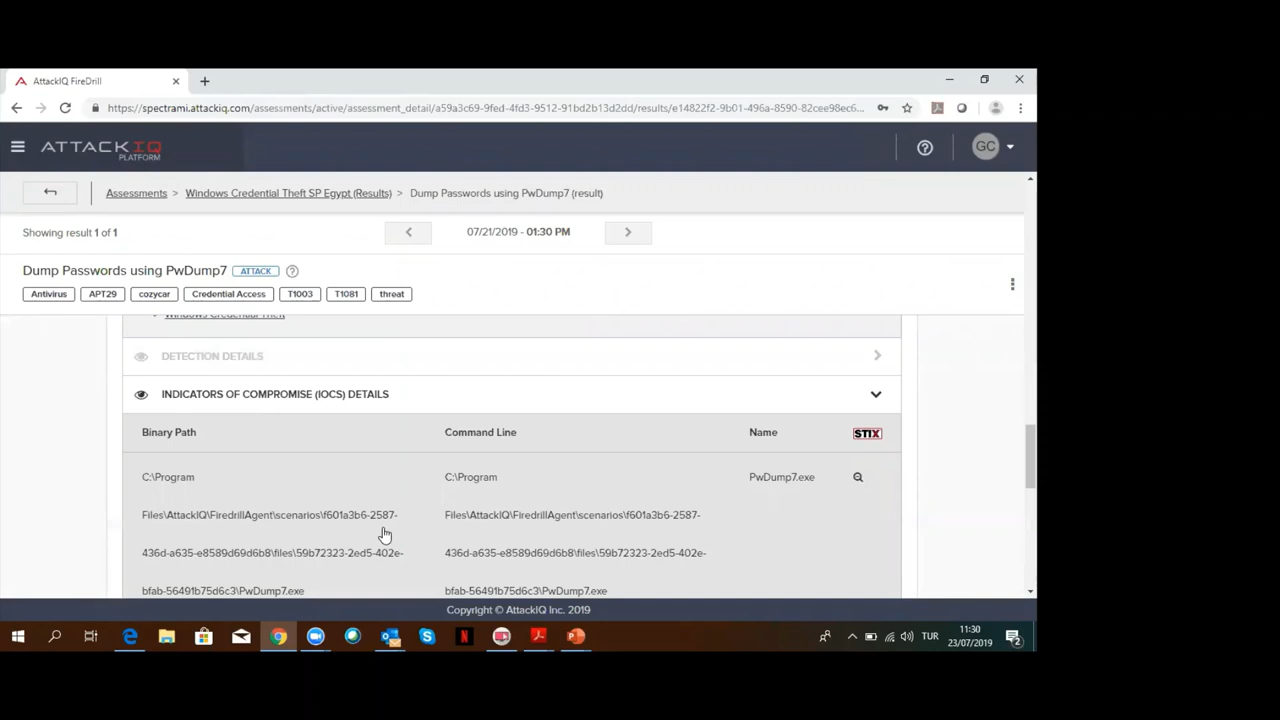 AttackIQ FireDrill
https://spectrami.attackiq.com/assessments/active/assessment_detail/a59a3c69-9fed-4fd3-9512-91bd2b13d2dd/results/e14822f2-9b01-496a-8590-82cee98ec6...
ATTACKIQ
PLATFORM
GC
Assessments > Windows Credential Theft SP Egypt (Results) > Dump Passwords using PwDump7 (result)
Showing result 1 of 1
07/21/2019 - 01:30 PM
Dump Passwords using PwDump7 ATTACK
Antivirus APT29 cozycar Credential Access T1003 T1081 threat
Windows Credential Theft
DETECTION DETAILS
INDICATORS OF COMPROMISE (IOCS) DETAILS
Binary Path Command Line Name STIX
C:\Program C:\Program PwDump7.exe
Files\AttackIQ\FiredrillAgent\scenarios\f601a3b6-2587- Files\AttackIQ\FiredrillAgent\scenarios\f601a3b6-2587-
436d-a635-e8589d69d6b8\files\59b72323-2ed5-402e- 436d-a635-e8589d69d6b8\files\59b72323-2ed5-402e-
bfab-56491b75d6c3\PwDump7.exe bfab-56491b75d6c3\PwDump7.exe
Copyright © AttackIQ Inc. 2019
TUR
11:30
23/07/2019
2